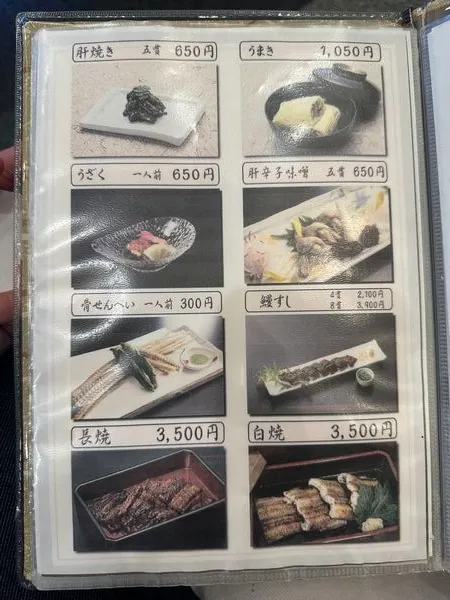 肝焼き 五貫 650円
うまき 1,050円
うざく 一人前 650円
肝辛子味噌 五貫 650円
骨せんべい 一人前 300円
鰻すし 4貫 2,100円
8貫 3,900円
長焼 3,500円
白焼 3,500円